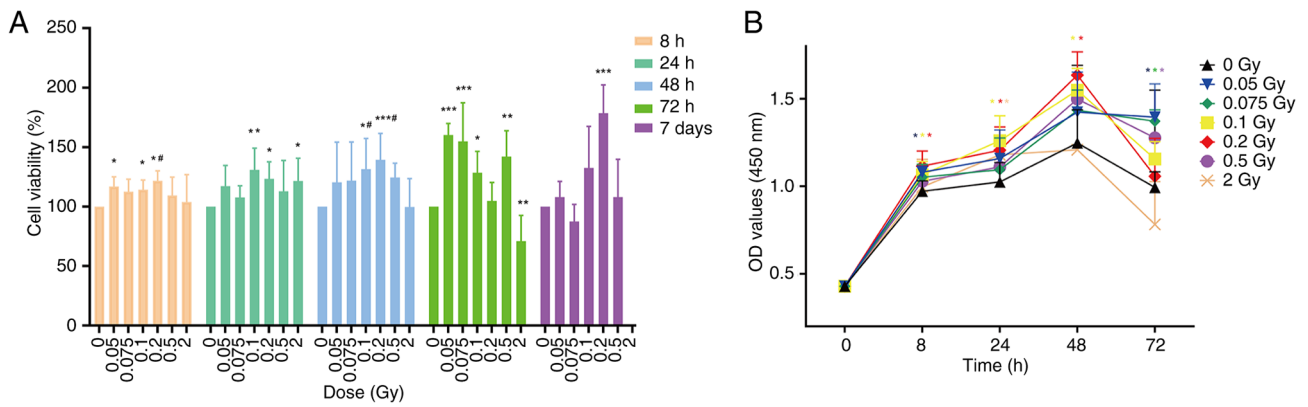 A
250
200
150
100
50
0
Cell viability (%)
* * *# ** * * *# ***# *** *** * ** ** ***
8 h
24 h
48 h
72 h
7 days
0 0.05 0.075 0.1 0.2 0.5 2 0 0.05 0.075 0.1 0.2 0.5 2 0 0.05 0.075 0.1 0.2 0.5 2 0 0.05 0.075 0.1 0.2 0.5 2 0 0.05 0.075 0.1 0.2 0.5 2
Dose (Gy)
B
1.5
1.0
0.5
OD values (450 nm)
*** *** ** ***
0 8 24 48 72
Time (h)
0 Gy
0.05 Gy
0.075 Gy
0.1 Gy
0.2 Gy
0.5 Gy
2 Gy